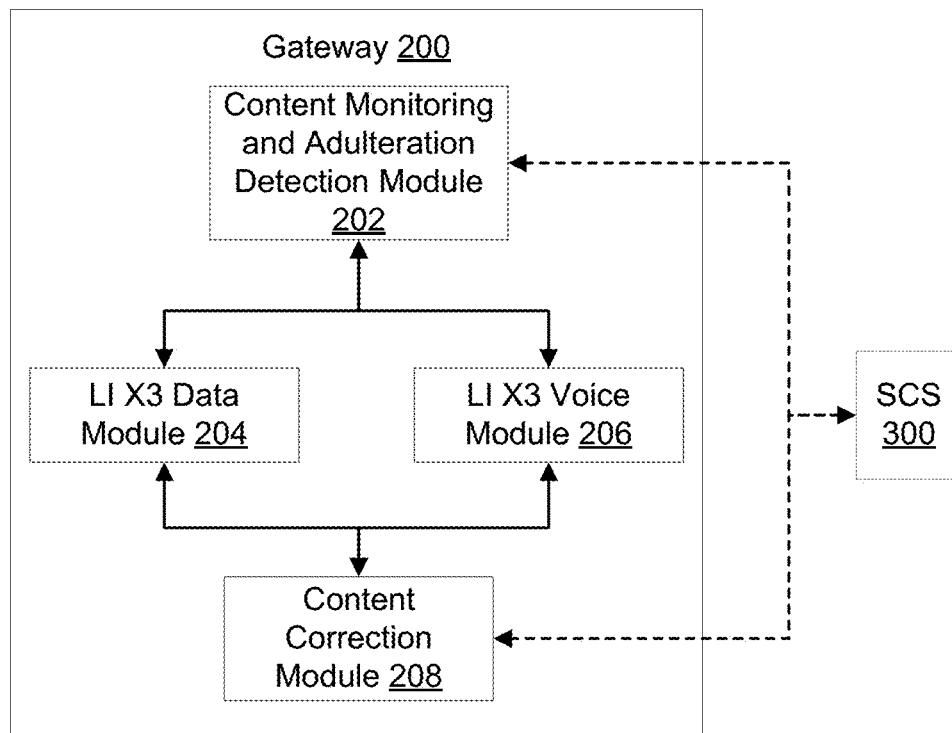 Gateway 200
Content Monitoring
and Adulteration
Detection Module
202
LI X3 Data
Module 204
LI X3 Voice
Module 206
SCS
300
Content
Correction
Module 208